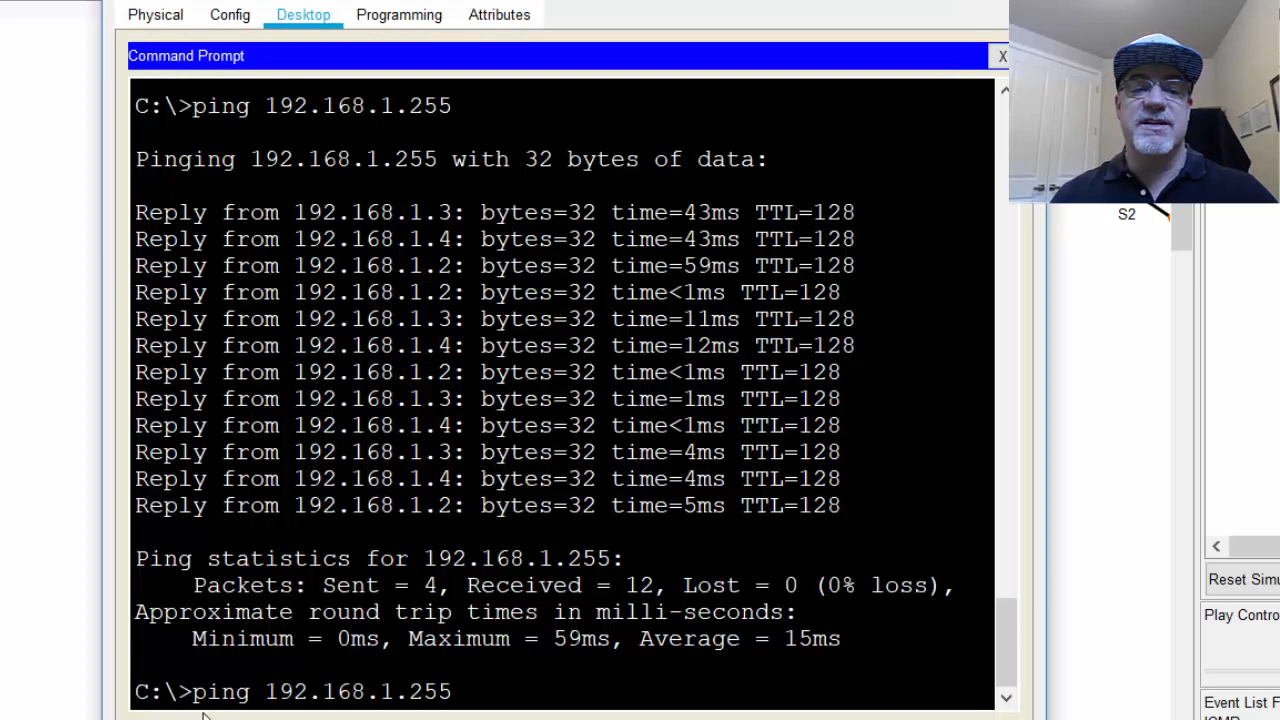 Physical Config Desktop Programming Attributes
Command Prompt
X
C:\>ping 192.168.1.255
Pinging 192.168.1.255 with 32 bytes of data:
Reply from 192.168.1.3: bytes=32 time=43ms TTL=128
Reply from 192.168.1.4: bytes=32 time=43ms TTL=128
Reply from 192.168.1.2: bytes=32 time=59ms TTL=128
Reply from 192.168.1.2: bytes=32 time<1ms TTL=128
Reply from 192.168.1.3: bytes=32 time=11ms TTL=128
Reply from 192.168.1.4: bytes=32 time=12ms TTL=128
Reply from 192.168.1.2: bytes=32 time<1ms TTL=128
Reply from 192.168.1.3: bytes=32 time=1ms TTL=128
Reply from 192.168.1.4: bytes=32 time<1ms TTL=128
Reply from 192.168.1.3: bytes=32 time=4ms TTL=128
Reply from 192.168.1.4: bytes=32 time=4ms TTL=128
Reply from 192.168.1.2: bytes=32 time=5ms TTL=128
Ping statistics for 192.168.1.255:
Packets: Sent = 4, Received = 12, Lost = 0 (0% loss),
Approximate round trip times in milli-seconds:
Minimum = 0ms, Maximum = 59ms, Average = 15ms
C:\>ping 192.168.1.255
S2
Reset Simu
Play Contro
Event List F